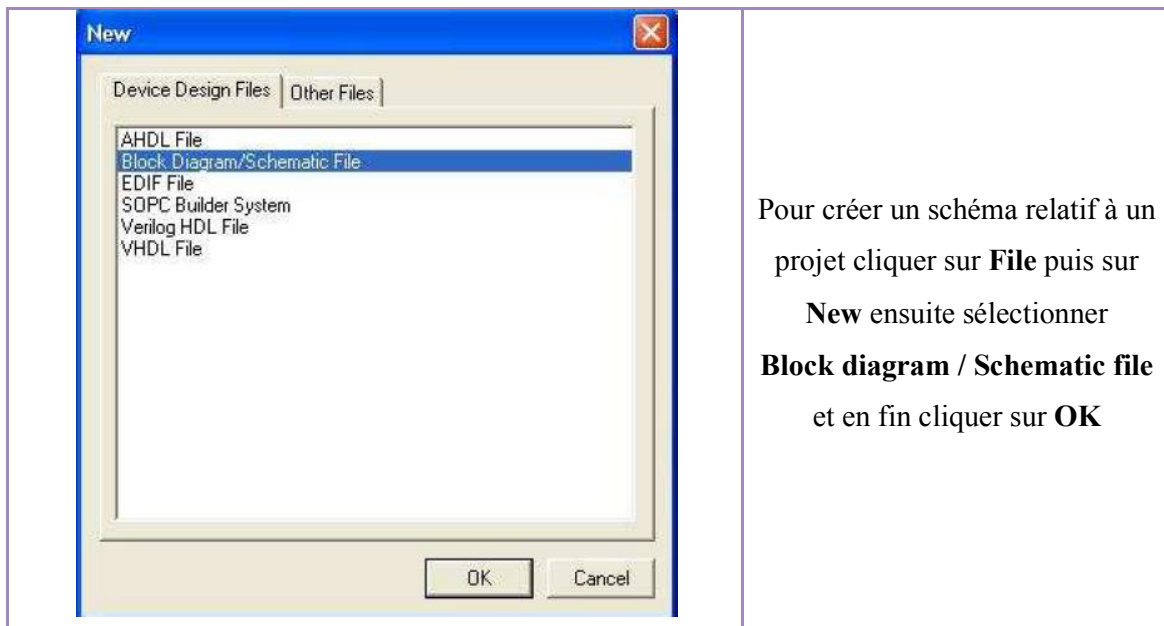 New
Device Design Files
Other Files
AHDL File
Block Diagram/Schematic File
EDIF File
SOPC Builder System
Verilog HDL File
VHDL File
OK
Cancel
Pour créer un schéma relatif à un
projet cliquer sur File puis sur
New ensuite sélectionner
Block diagram / Schematic file
et en fin cliquer sur OK